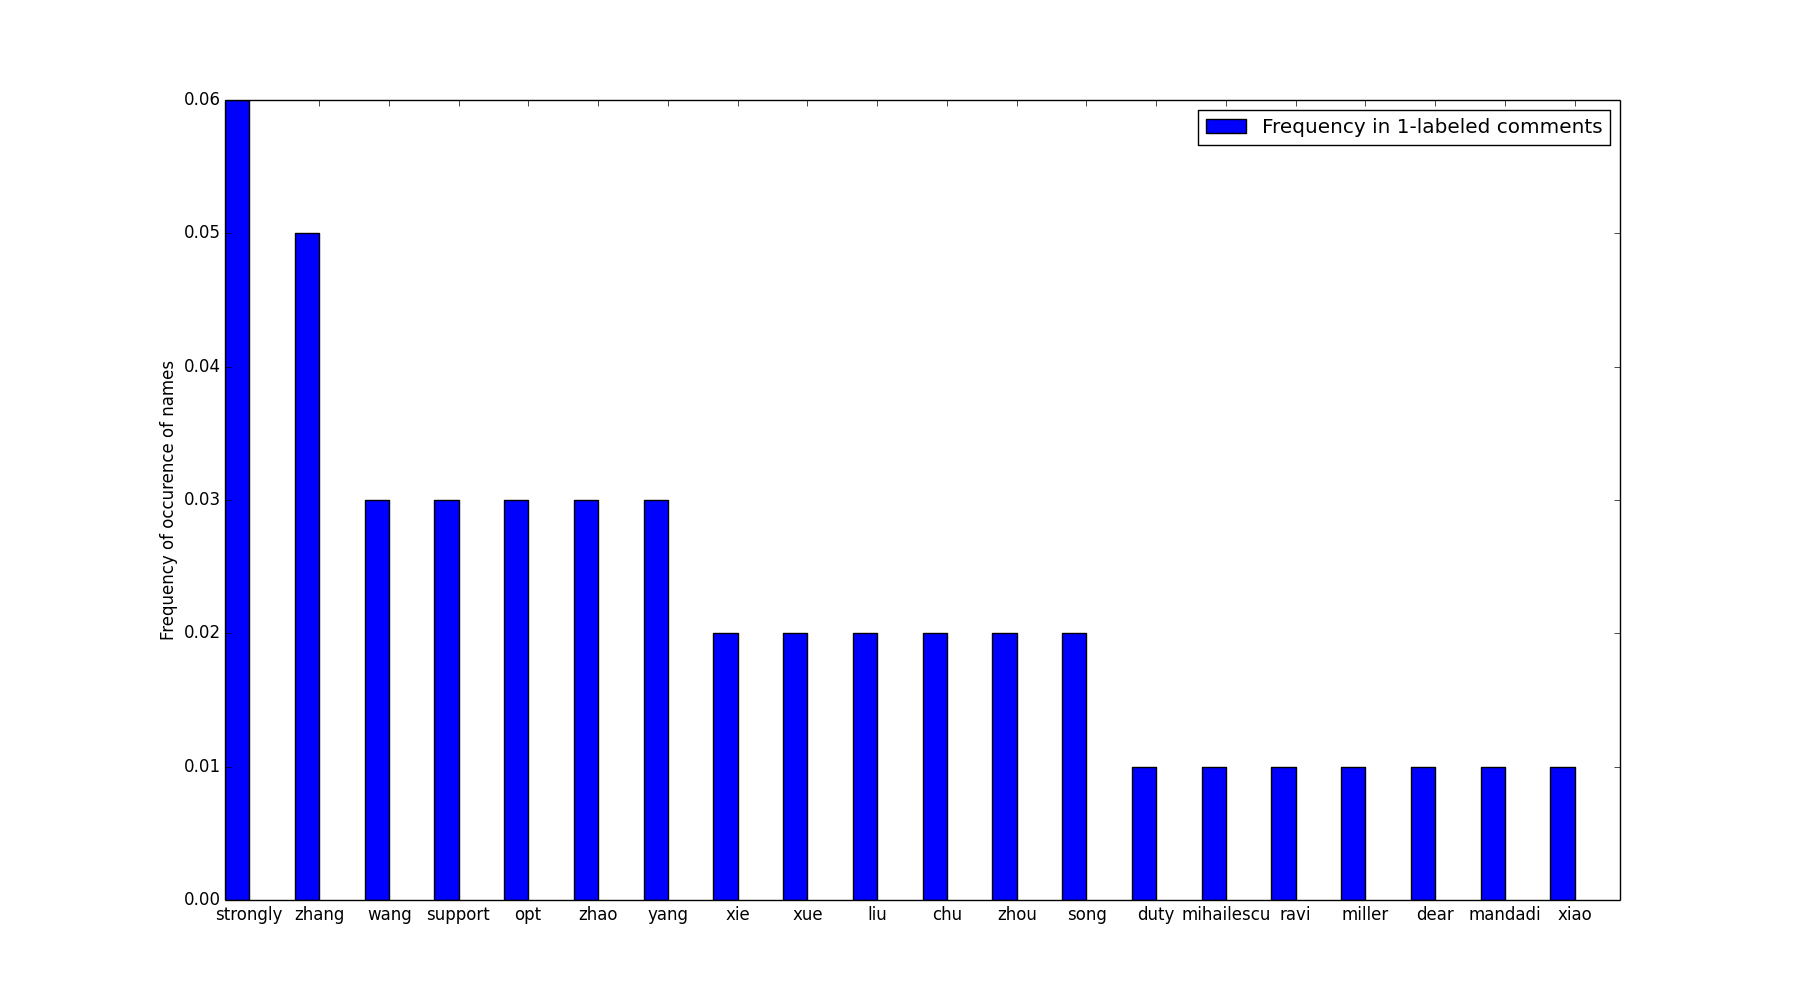 Frequency in 1-labeled comments
Frequency of occurence of names
0.06
0.05
0.04
0.03
0.02
0.01
0.00
strongly zhang wang support opt zhao yang xie xue liu chu zhou song duty mihailescu ravi miller dear mandadi xiao